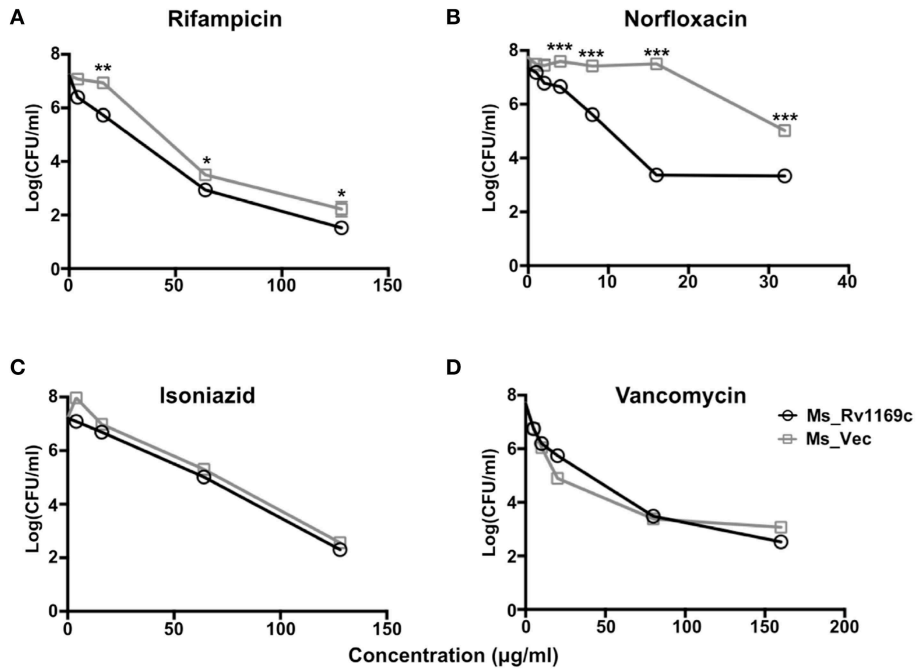 A
Rifampicin
Log(CFU/ml)
8
6
4
2
0
0 50 100 150
**
*
*
B
Norfloxacin
Log(CFU/ml)
8
6
4
2
0
0 10 20 30 40
***
***
***
***
C
Isoniazid
Log(CFU/ml)
8
6
4
2
0
0 50 100 150
D
Vancomycin
Log(CFU/ml)
8
6
4
2
0
0 50 100 150 200
Ms_Rv1169c
Ms_Vec
Concentration (µg/ml)